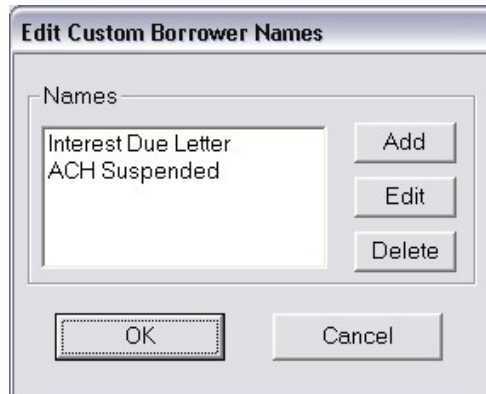 Edit Custom Borrower Names
Names
Interest Due Letter
ACH Suspended
Add
Edit
Delete
OK
Cancel